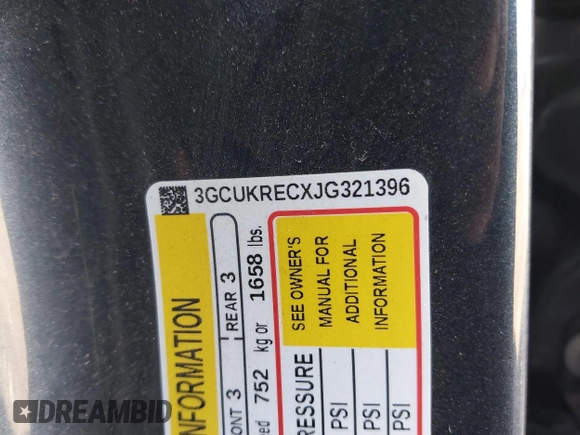 3GCUKRECXJG321396
INFORMATION
ONT 3 REAR 3
752 kg or 1658 lbs.
SEE OWNER'S
MANUAL FOR
ADDITIONAL
INFORMATION
RESSURE
PSI
PSI
PSI
DREAMBID